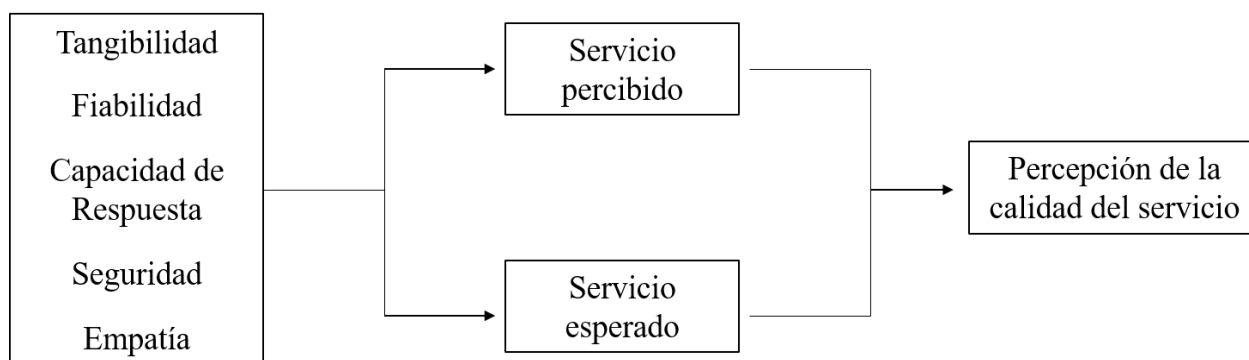 Tangibilidad
Fiabilidad
Capacidad de
Respuesta
Seguridad
Empatía
Servicio
percibido
Servicio
esperado
Percepción de la
calidad del servicio